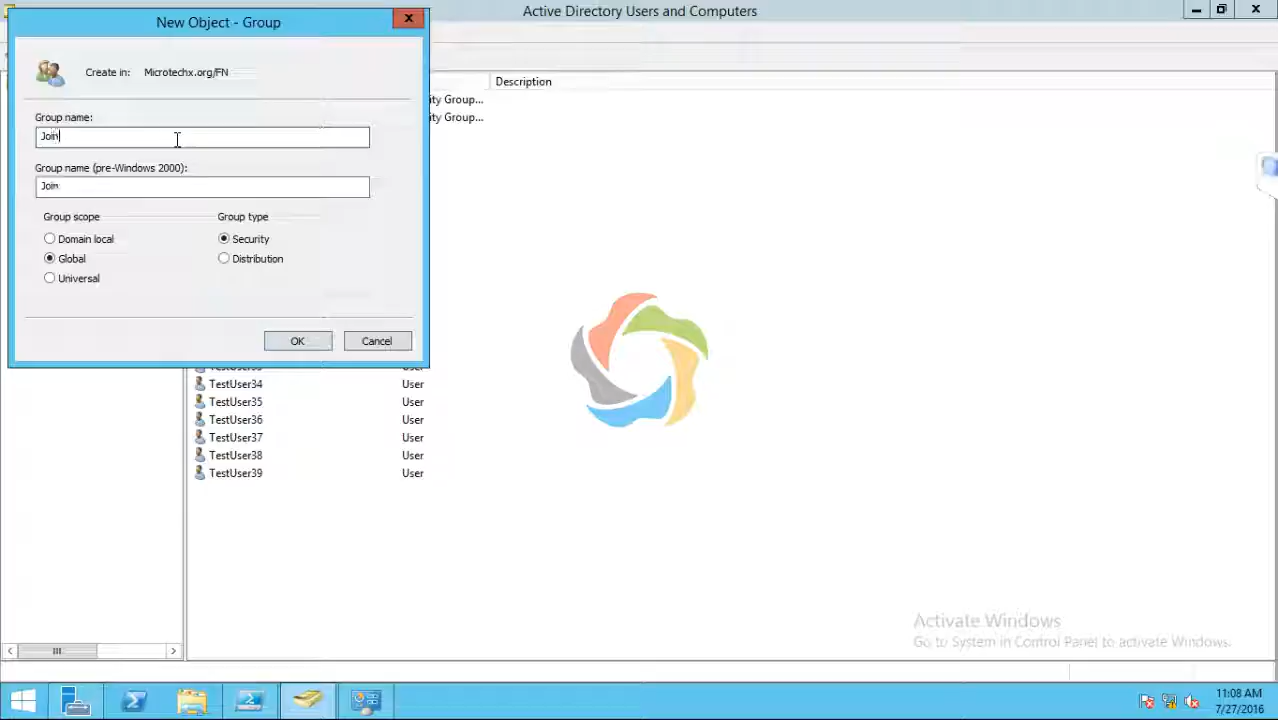 Active Directory Users and Computers
New Object - Group
Create in: Microtechx.org/FN
Group name:
Join
Group name (pre-Windows 2000):
Join
Group scope
Group type
Domain local
Security
Global
Distribution
Universal
OK
Cancel
Description
ity Group...
ity Group...
TestUser34 User
TestUser35 User
TestUser36 User
TestUser37 User
TestUser38 User
TestUser39 User
Activate Windows
Go to System in Control Panel to activate Windows.
11:08 AM
7/27/2016